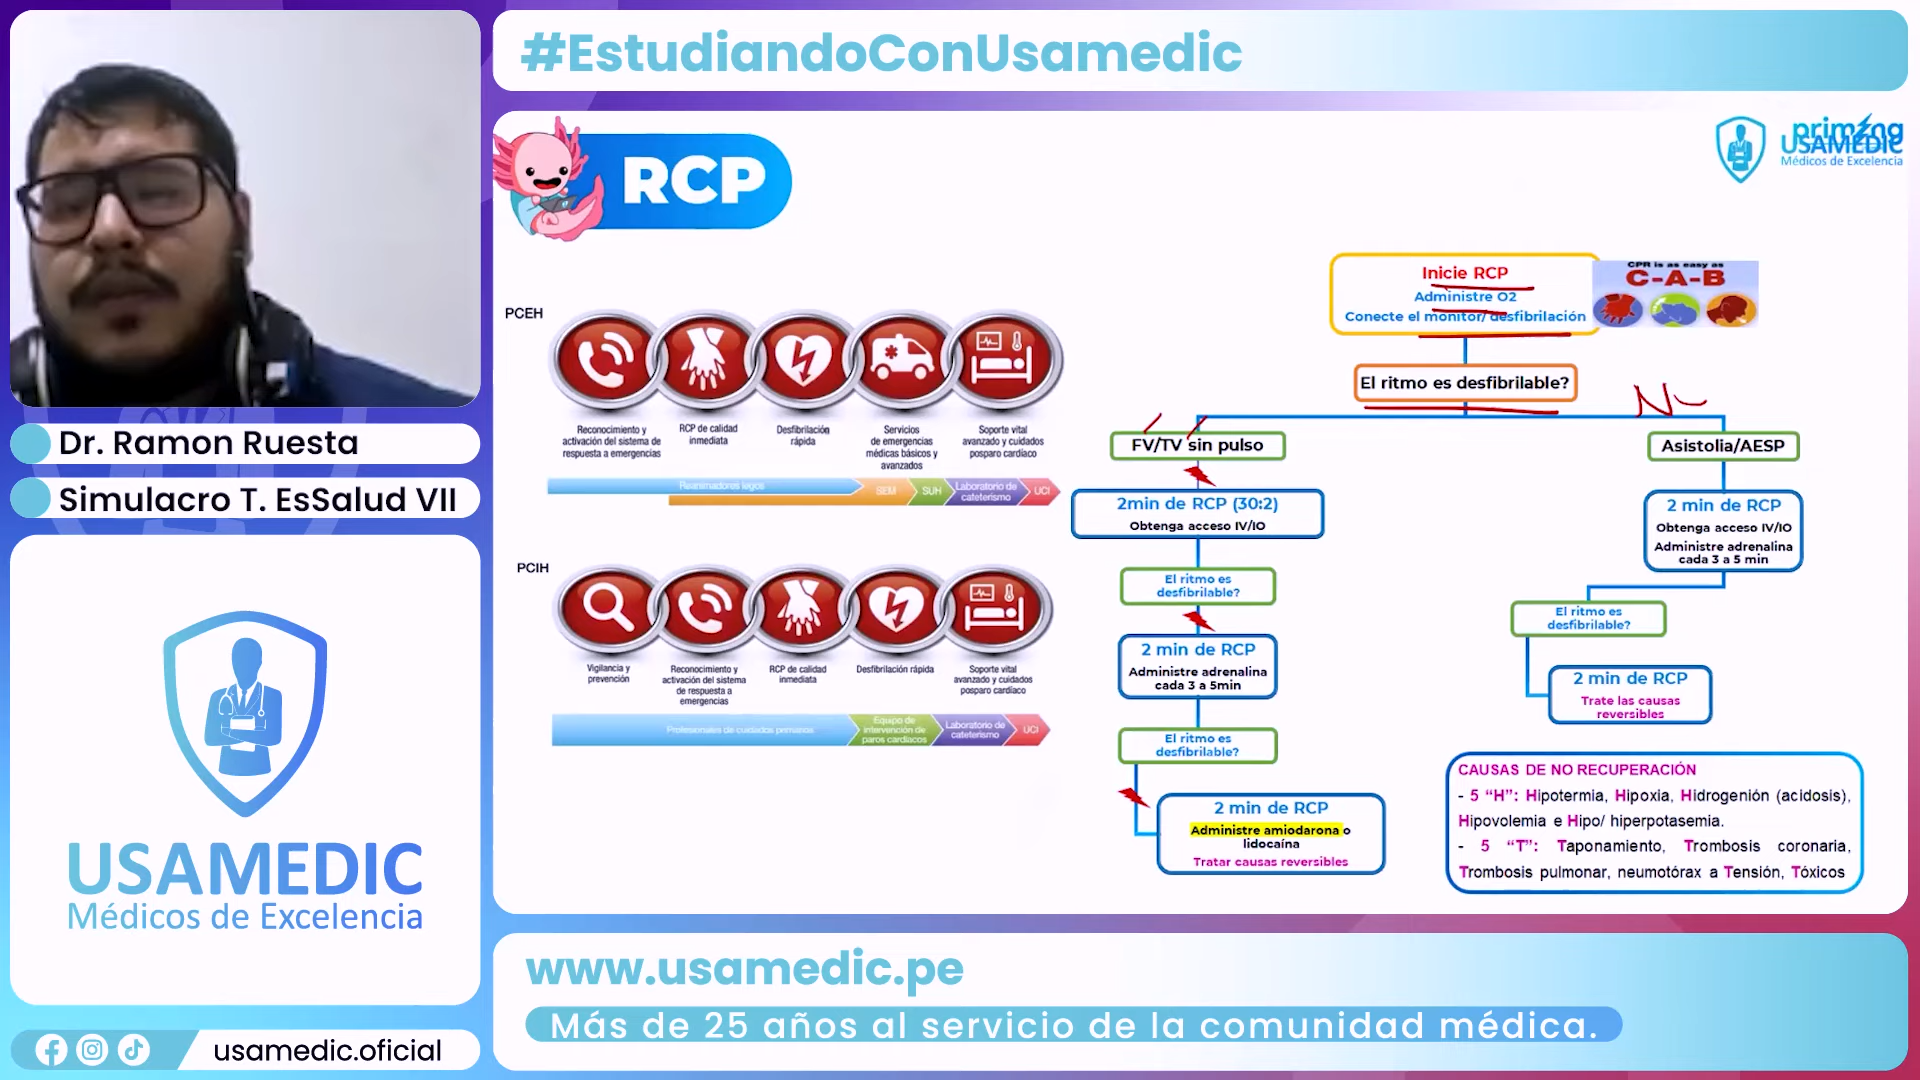 #EstudiandoConUsamedic
Dr. Ramon Ruesta
Simulacro T. EsSalud VII
USAMEDIC
Médicos de Excelencia
usamedic.oficial
RCP
priming
USAMEDIC
Médicos de Excelencia
PCEH
Reconocimiento y
activación del sistema de
respuesta a emergencias
RCP de calidad
inmediata
Desfibrilación
rápida
Servicios
de emergencias
médicas básicos y
avanzados
Soporte vital
avanzado y cuidados
posparo cardíaco
Reanimadores legos
SEM
SUH
Laboratorio de
cateterismo
UCI
PCIH
Vigilancia y
prevención
Reconocimiento y
activación del sistema
de respuesta a
emergencias
RCP de calidad
inmediata
Desfibrilación rápida
Soporte vital
avanzado y cuidados
posparo cardíaco
Profesionales de cuidados primarios
Equipo de
intervención de
paros cardíacos
Laboratorio de
cateterismo
UCI
Inicie RCP
Administre O2
Conecte el monitor/ desfibrilación
CPR is as easy as
C-A-B
El ritmo es desfibrilable?
FV/TV sin pulso
2min de RCP (30:2)
Obtenga acceso IV/IO
El ritmo es
desfibrilable?
2 min de RCP
Administre adrenalina
cada 3 a 5min
El ritmo es
desfibrilable?
2 min de RCP
Administre amiodarona o
lidocaína
Tratar causas reversibles
Asistolia/AESP
2 min de RCP
Obtenga acceso IV/IO
Administre adrenalina
cada 3 a 5 min
El ritmo es
desfibrilable?
2 min de RCP
Trate las causas
reversibles
CAUSAS DE NO RECUPERACIÓN
- 5 “H”: Hipotermia, Hipoxia, Hidrogenión (acidosis),
Hipovolemia e Hipo/ hiperpotasemia.
- 5 “T”: Taponamiento, Trombosis coronaria,
Trombosis pulmonar, neumotórax a Tensión, Tóxicos
www.usamedic.pe
Más de 25 años al servicio de la comunidad médica.